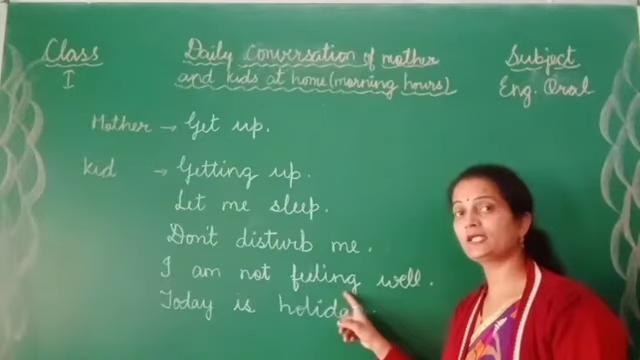 Class
I
Daily Conversation of mother
and kids at home (morning hours)
Subject
Eng. Oral
Mother → Get up.
Kid → Getting up.
Let me sleep.
Don't disturb me.
I am not feeling well.
Today is holiday.